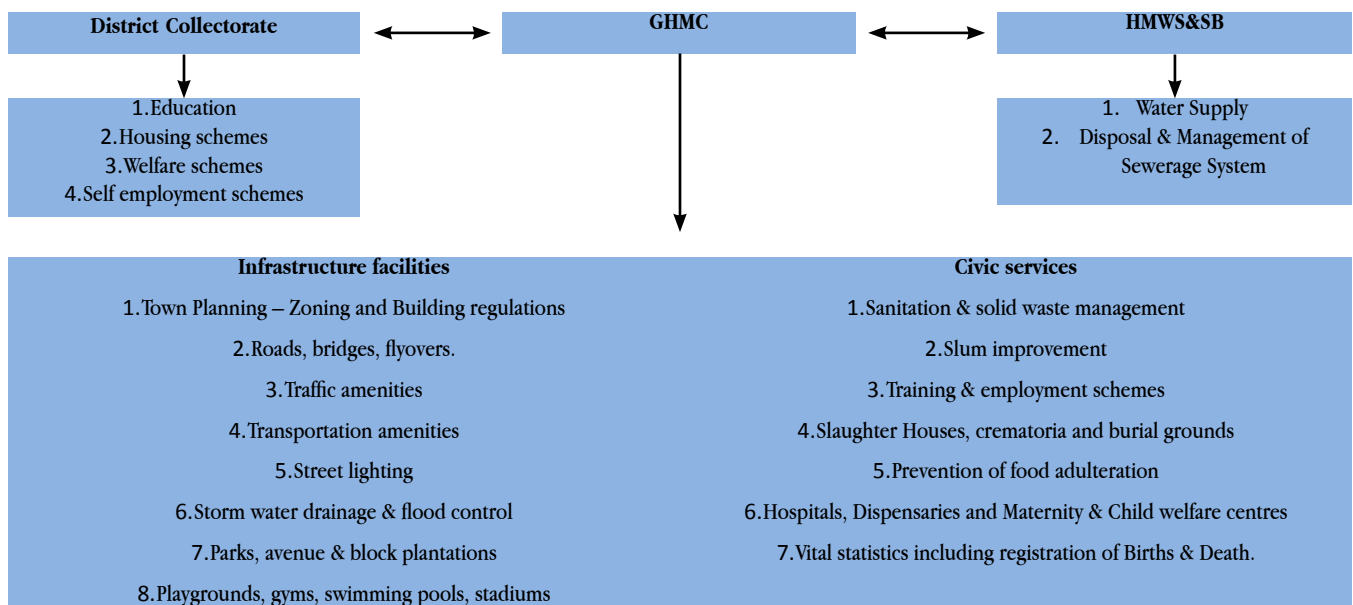 District Collectorate
GHMC
HMWS&SB
1.Education
2.Housing schemes
3.Welfare schemes
4.Self employment schemes
1. Water Supply
2. Disposal & Management of
Sewerage System
Infrastructure facilities
1.Town Planning – Zoning and Building regulations
2.Roads, bridges, flyovers.
3.Traffic amenities
4.Transportation amenities
5.Street lighting
6.Storm water drainage & flood control
7.Parks, avenue & block plantations
8.Playgrounds, gyms, swimming pools, stadiums
Civic services
1.Sanitation & solid waste management
2.Slum improvement
3.Training & employment schemes
4.Slaughter Houses, crematoria and burial grounds
5.Prevention of food adulteration
6.Hospitals, Dispensaries and Maternity & Child welfare centres
7.Vital statistics including registration of Births & Death.